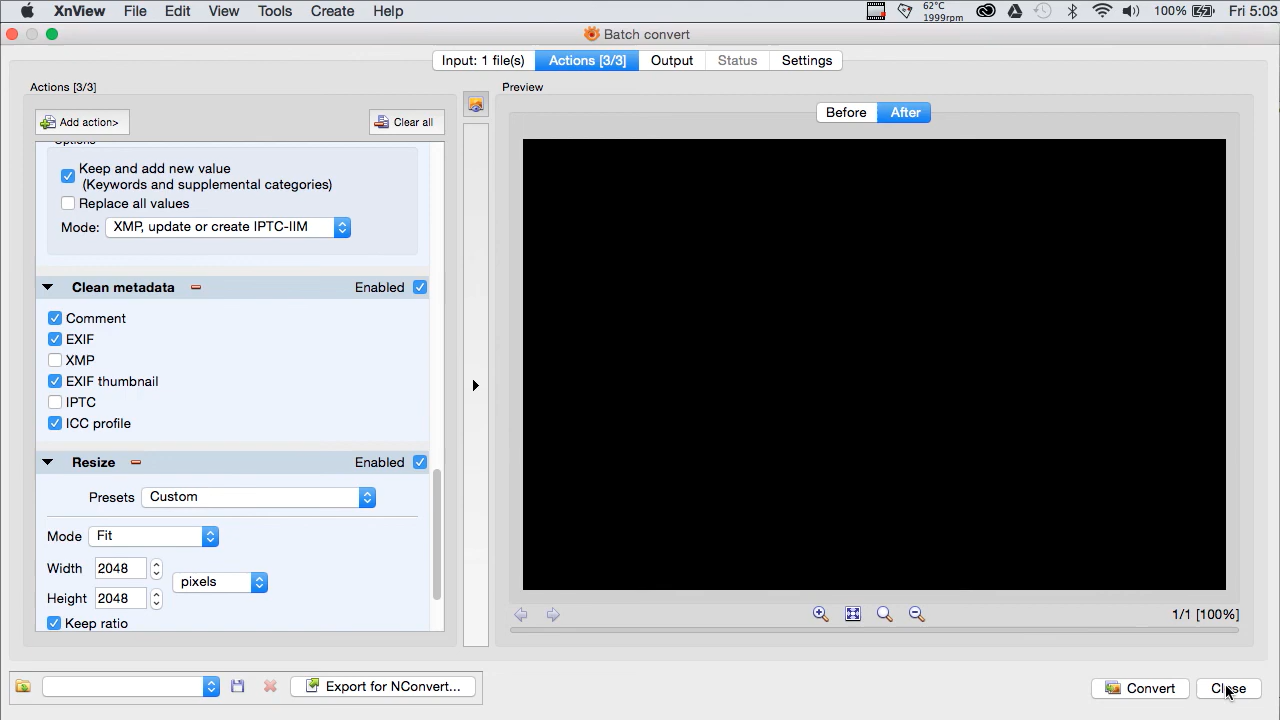 XnView File Edit View Tools Create Help 62°C 1999rpm 100% Fri 5:03
Batch convert
Input: 1 file(s) Actions [3/3] Output Status Settings
Actions [3/3] Preview
Add action> Clear all Before After
Options
Keep and add new value
(Keywords and supplemental categories)
Replace all values
Mode: XMP, update or create IPTC-IIM
Clean metadata Enabled
Comment
EXIF
XMP
EXIF thumbnail
IPTC
ICC profile
Resize Enabled
Presets Custom
Mode Fit
Width 2048
pixels
Height 2048
Keep ratio
1/1 [100%]
Export for NConvert... Convert Close